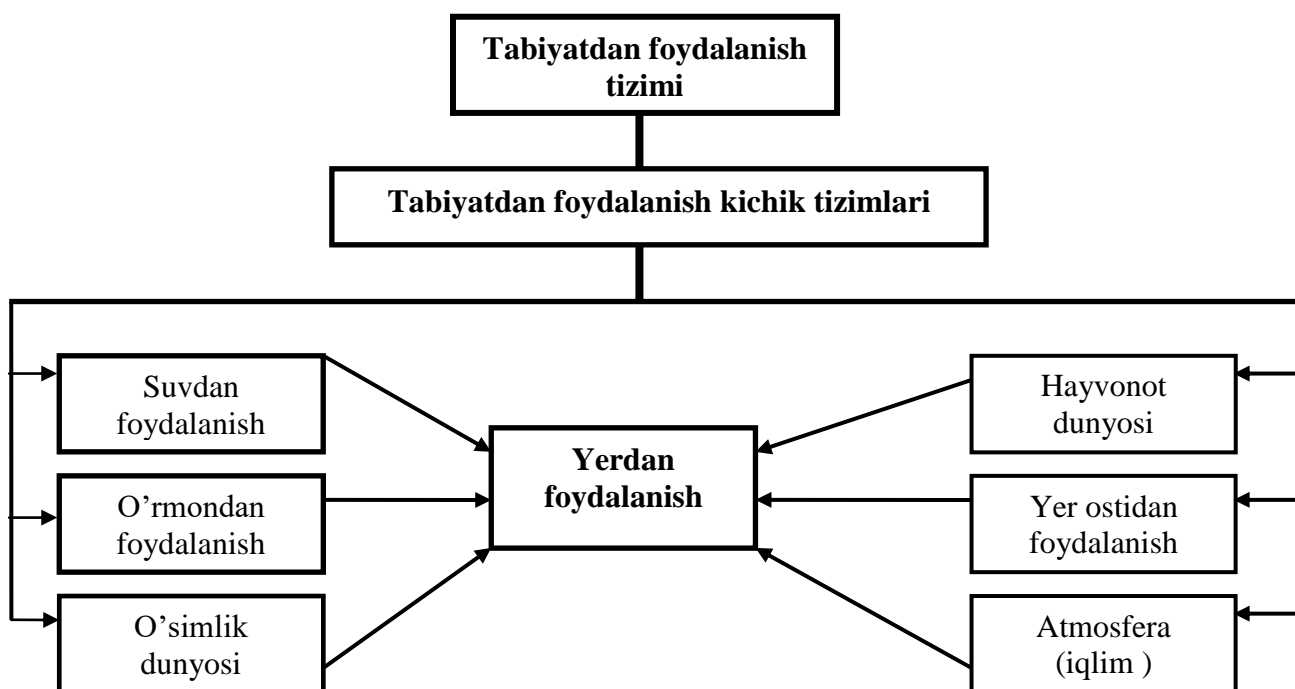 Tabiyatdan foydalanish
tizimi
Tabiyatdan foydalanish kichik tizimlari
Suvdan
foydalanish
O’rmondan
foydalanish
O’simlik
dunyosi
Yerdan
foydalanish
Hayvonot
dunyosi
Yer ostidan
foydalanish
Atmosfera
(iqlim )